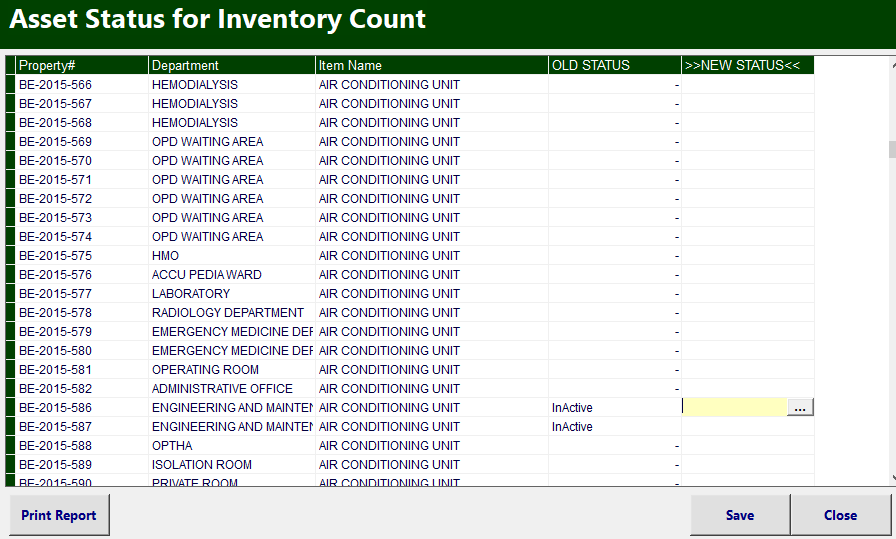 Asset Status for Inventory Count
Property# Department Item Name OLD STATUS >>NEW STATUS<<
BE-2015-566 HEMODIALYSIS AIR CONDITIONING UNIT -
BE-2015-567 HEMODIALYSIS AIR CONDITIONING UNIT -
BE-2015-568 HEMODIALYSIS AIR CONDITIONING UNIT -
BE-2015-569 OPD WAITING AREA AIR CONDITIONING UNIT -
BE-2015-570 OPD WAITING AREA AIR CONDITIONING UNIT -
BE-2015-571 OPD WAITING AREA AIR CONDITIONING UNIT -
BE-2015-572 OPD WAITING AREA AIR CONDITIONING UNIT -
BE-2015-573 OPD WAITING AREA AIR CONDITIONING UNIT -
BE-2015-574 OPD WAITING AREA AIR CONDITIONING UNIT -
BE-2015-575 HMO AIR CONDITIONING UNIT -
BE-2015-576 ACCU PEDIA WARD AIR CONDITIONING UNIT -
BE-2015-577 LABORATORY AIR CONDITIONING UNIT -
BE-2015-578 RADIOLOGY DEPARTMENT AIR CONDITIONING UNIT -
BE-2015-579 EMERGENCY MEDICINE DEF AIR CONDITIONING UNIT -
BE-2015-580 EMERGENCY MEDICINE DEF AIR CONDITIONING UNIT -
BE-2015-581 OPERATING ROOM AIR CONDITIONING UNIT -
BE-2015-582 ADMINISTRATIVE OFFICE AIR CONDITIONING UNIT -
BE-2015-586 ENGINEERING AND MAINTEN AIR CONDITIONING UNIT InActive ...
BE-2015-587 ENGINEERING AND MAINTEN AIR CONDITIONING UNIT InActive
BE-2015-588 OPTHA AIR CONDITIONING UNIT -
BE-2015-589 ISOLATION ROOM AIR CONDITIONING UNIT -
BE-2015-590 PRIVATE ROOM AIR CONDITIONING UNIT -
Print Report Save Close